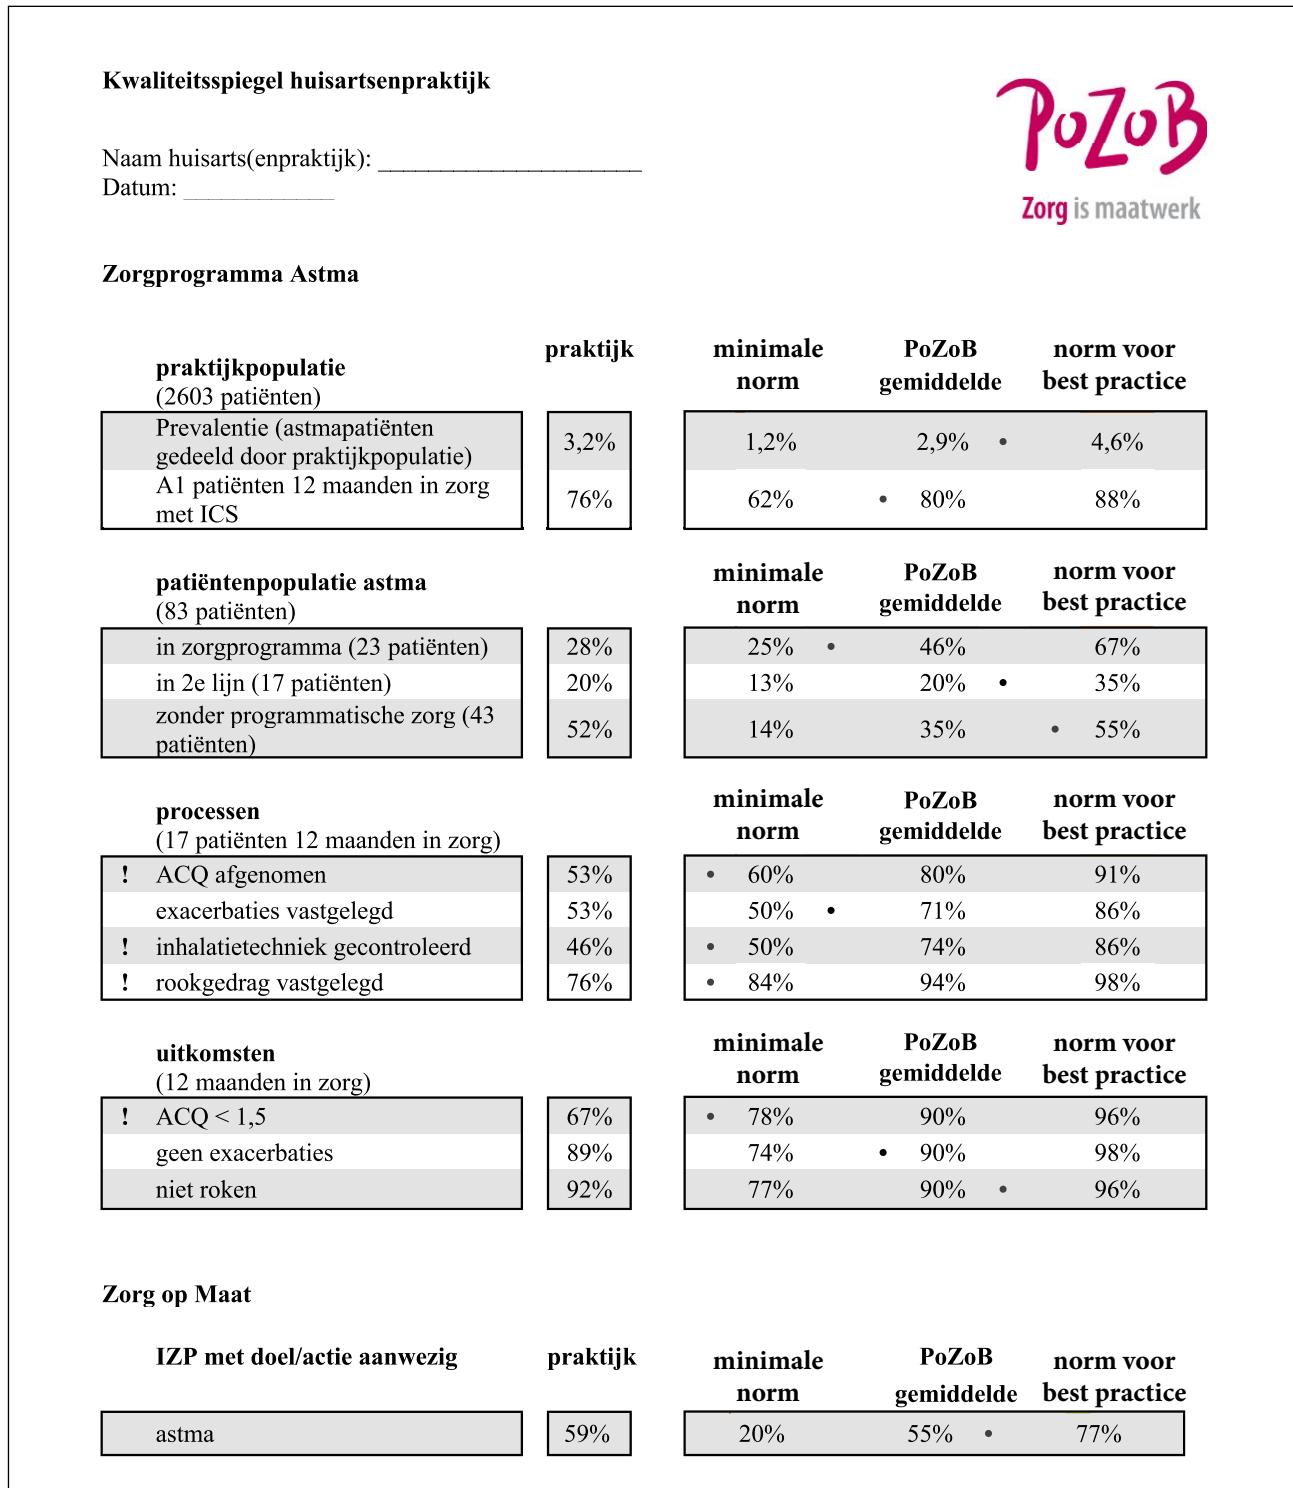 Kwaliteitsspiegel huisartsenpraktijk
PoZoB
Zorg is maatwerk
Naam huisarts(enpraktijk): _____________________
Datum: ____________
Zorgprogramma Astma
praktijkpopulatie
(2603 patiënten)
praktijk
minimale norm
PoZoB gemiddelde
norm voor best practice
Prevalentie (astmapatiënten
gedeeld door praktijkpopulatie)
3,2%
1,2% 2,9% • 4,6%
A1 patiënten 12 maanden in zorg
met ICS
76%
62% • 80% 88%
patiëntenpopulatie astma
(83 patiënten)
minimale norm
PoZoB gemiddelde
norm voor best practice
in zorgprogramma (23 patiënten) 28% 25% • 46% 67%
in 2e lijn (17 patiënten) 20% 13% 20% • 35%
zonder programmatische zorg (43
patiënten)
52% 14% 35% • 55%
processen
(17 patiënten 12 maanden in zorg)
minimale norm
PoZoB gemiddelde
norm voor best practice
! ACQ afgenomen 53% • 60% 80% 91%
exacerbaties vastgelegd 53% 50% • 71% 86%
! inhalatietechniek gecontroleerd 46% • 50% 74% 86%
! rookgedrag vastgelegd 76% • 84% 94% 98%
uitkomsten
(12 maanden in zorg)
minimale norm
PoZoB gemiddelde
norm voor best practice
! ACQ < 1,5 67% • 78% 90% 96%
geen exacerbaties 89% 74% • 90% 98%
niet roken 92% 77% 90% • 96%
Zorg op Maat
IZP met doel/actie aanwezig
praktijk
minimale norm
PoZoB gemiddelde
norm voor best practice
astma 59% 20% 55% • 77%